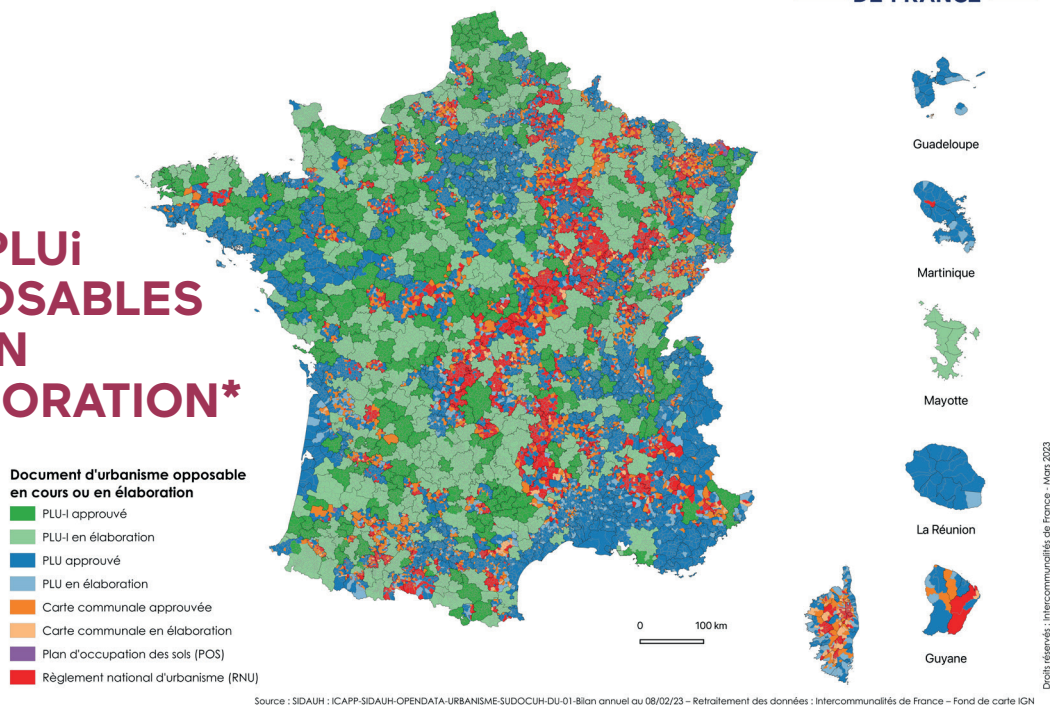 DE FRANCE
PLUi
OSABLES
N
ORATION*
Document d'urbanisme opposable
en cours ou en élaboration
PLU-I approuvé
PLU-I en élaboration
PLU approuvé
PLU en élaboration
Carte communale approuvée
Carte communale en élaboration
Plan d'occupation des sols (POS)
Règlement national d'urbanisme (RNU)
0 100 km
Guadeloupe
Martinique
Mayotte
La Réunion
Guyane
Droits réservés : Intercommunalités de France - Mars 2023
Source : SIDAUH : ICAPP-SIDAUH-OPENDATA-URBANISME-SUDOCUH-DU-01-Bilan annuel au 08/02/23 – Retraitement des données : Intercommunalités de France – Fond de carte IGN